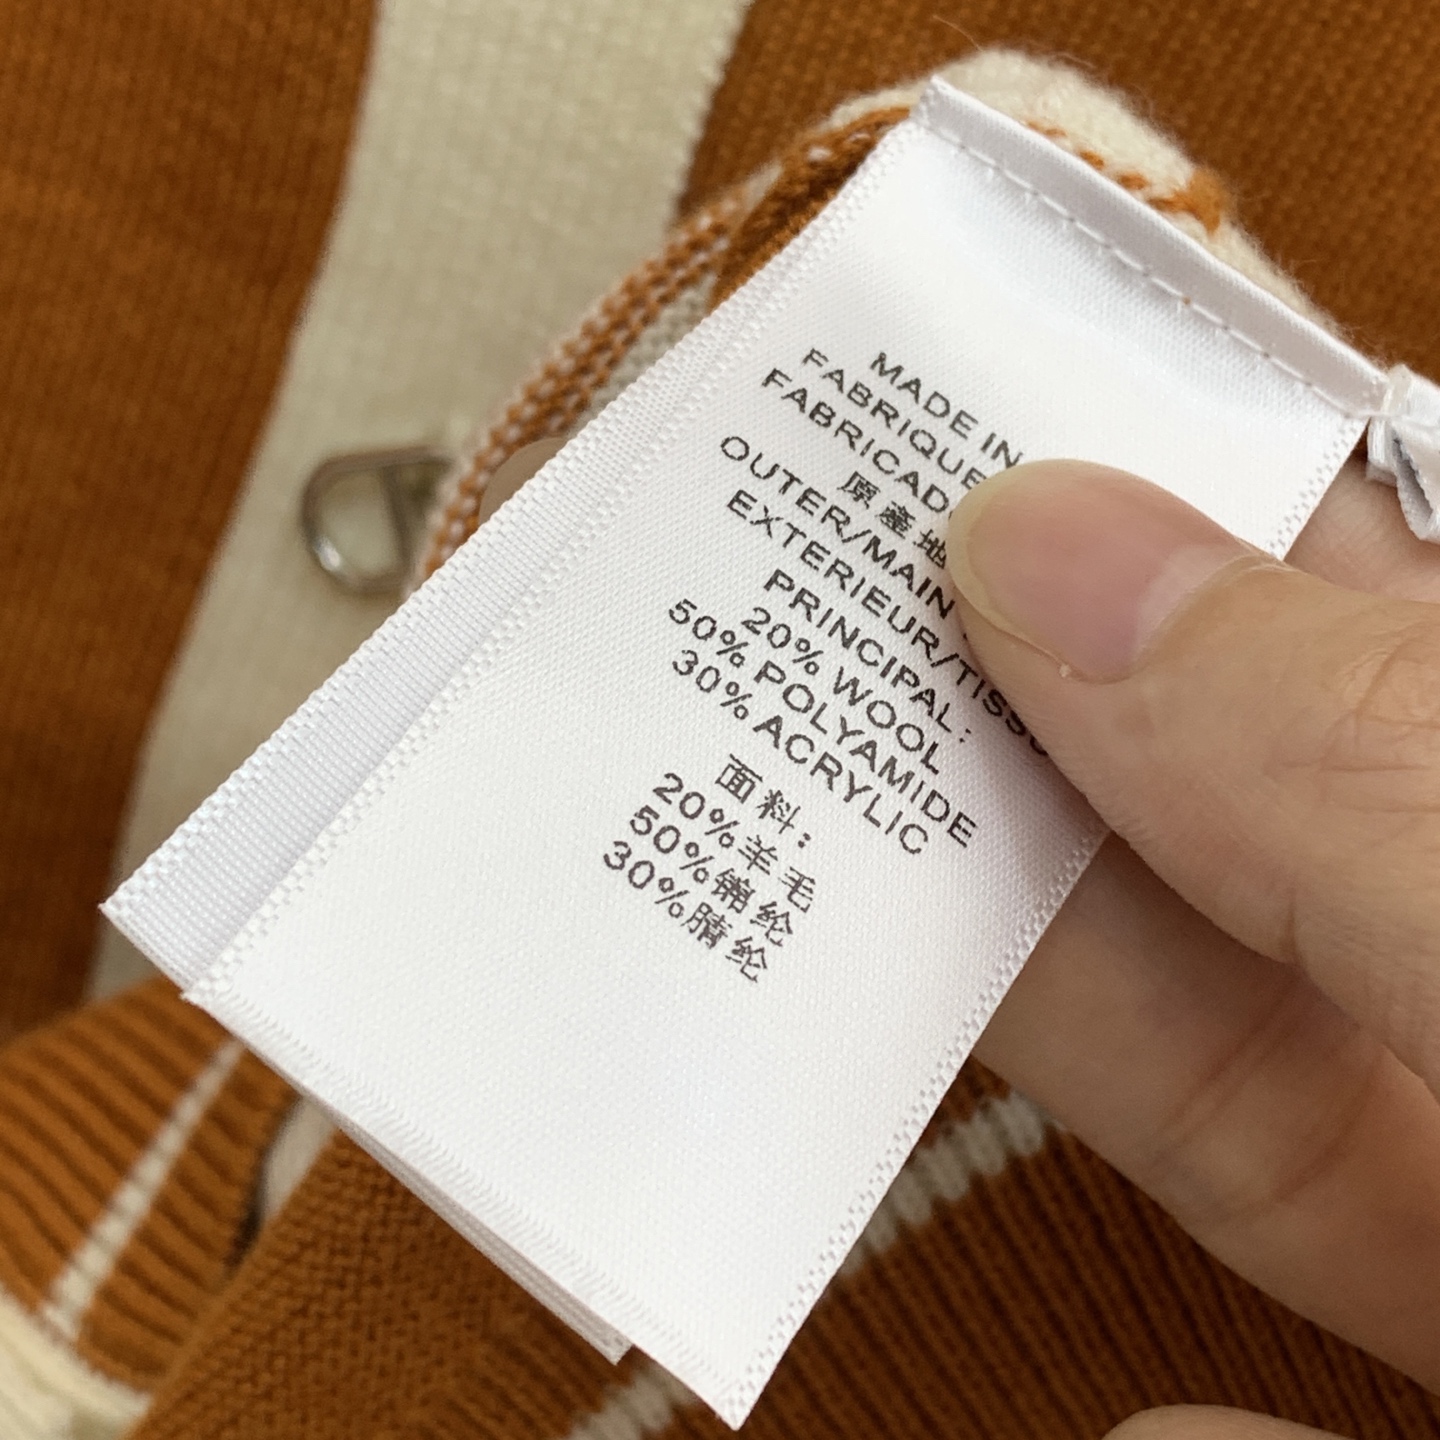 MADE IN
FABRIQUE
FABRICAD
原產地
OUTER/MAIN
EXTERIEUR/TISSU
PRINCIPAL:
20% WOOL
50% POLYAMIDE
30% ACRYLIC
面料:
20%羊毛
50%锦纶
30%腈纶